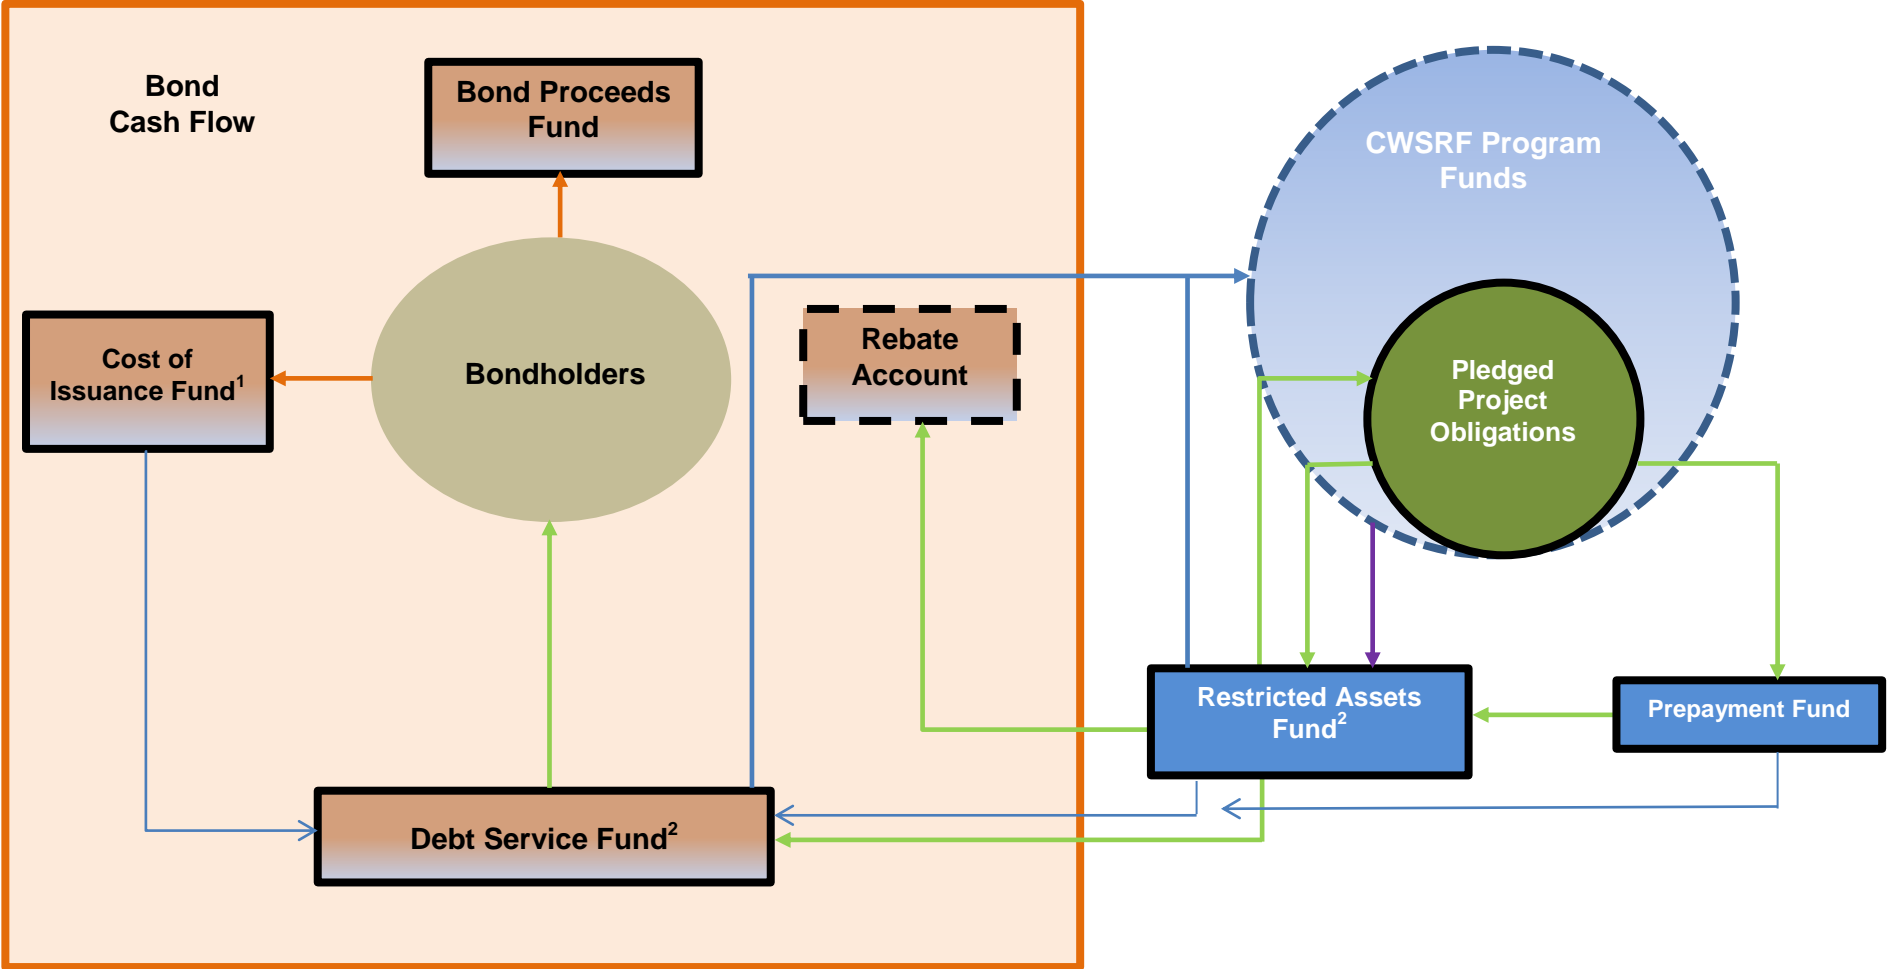 Bond
Cash Flow
Bond Proceeds
Fund
CWSRF Program
Funds
Cost of
Issuance Fund¹
Bondholders
Rebate
Account
Pledged
Project
Obligations
Restricted Assets
Fund²
Prepayment Fund
Debt Service Fund²